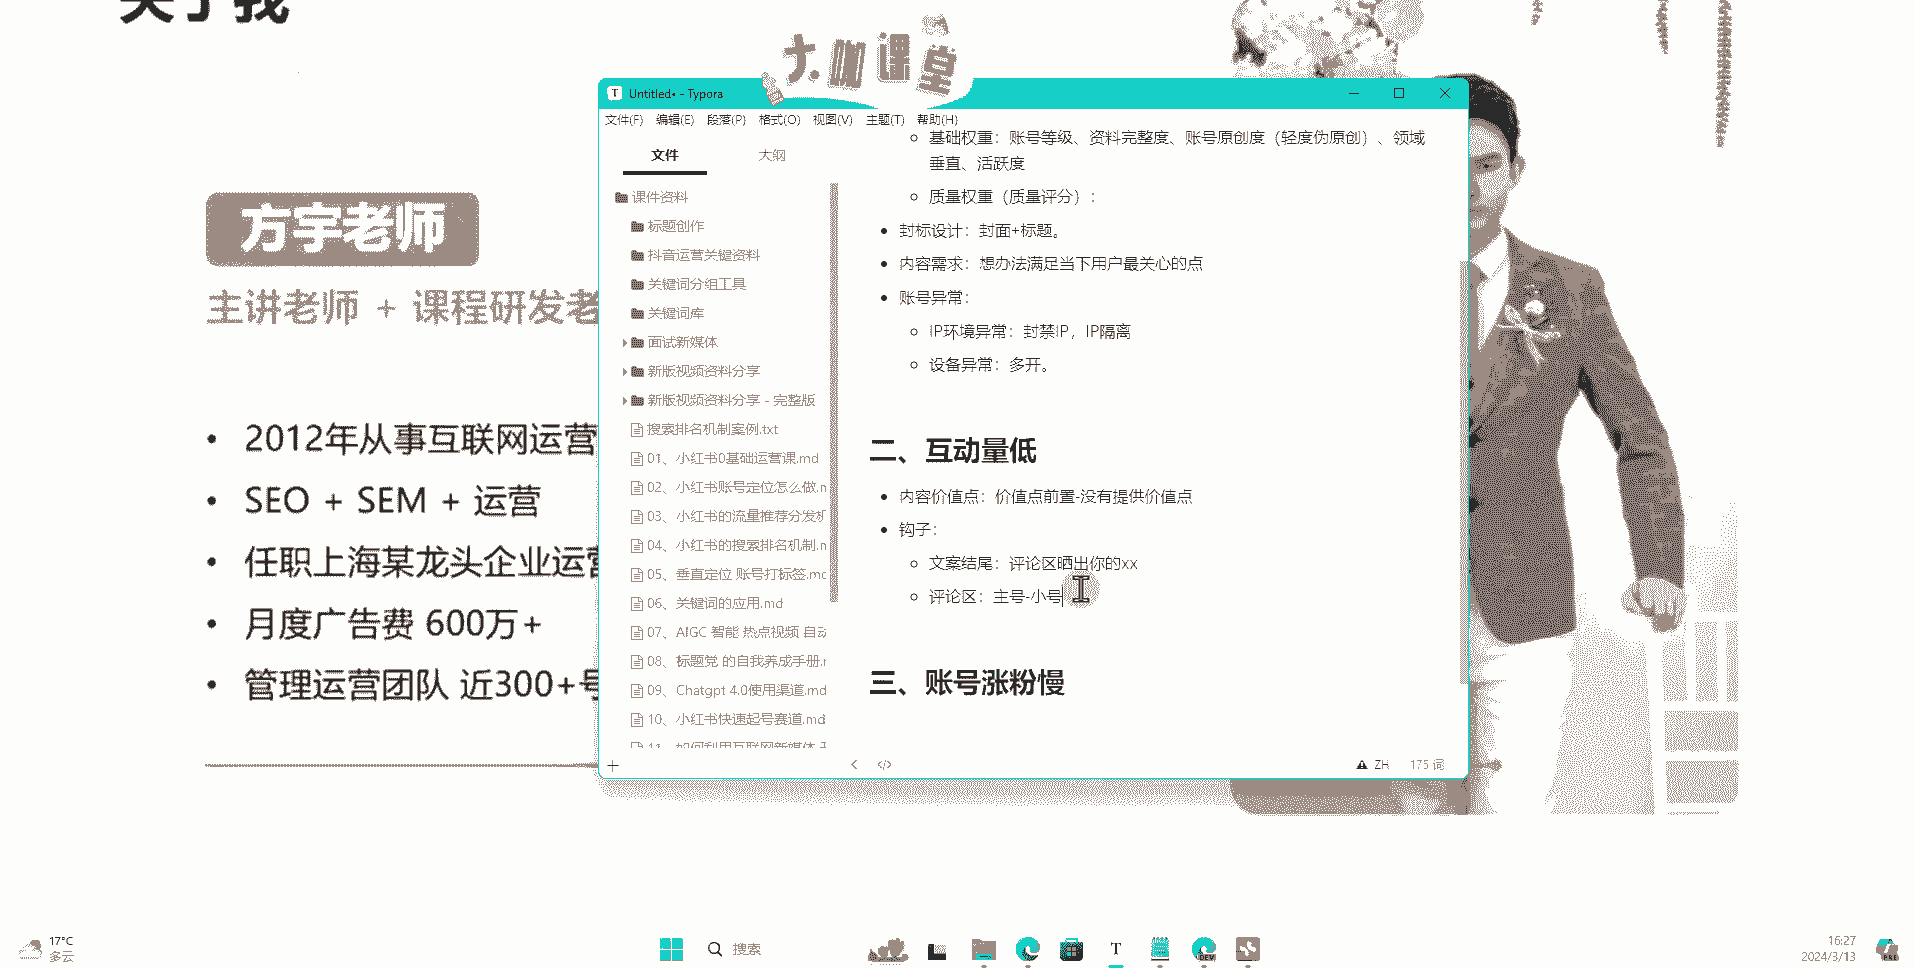 关于我
大咖课堂
方宇老师
主讲老师 + 课程研发老
• 2012年从事互联网运营
• SEO + SEM + 运营
• 任职上海某龙头企业运营
• 月度广告费 600万+
• 管理运营团队 近300+号
Untitled• - Typora
文件(F) 编辑(E) 段落(P) 格式(O) 视图(V) 主题(T) 帮助(H)
文件 大纲
课件资料
标题创作
抖音运营关键资料
关键词分组工具
关键词库
面试新媒体
新版视频资料分享
新版视频资料分享 - 完整版
搜索排名机制案例.txt
01、小红书0基础运营课.md
02、小红书账号定位怎么做.m
03、小红书的流量推荐分发机
04、小红书的搜索排名机制.m
05、垂直定位 账号打标签.md
06、关键词的应用.md
07、AIGC 智能 热点视频 自动
08、标题党 的自我养成手册.m
09、Chatgpt 4.0使用渠道.md
10、小红书快速起号赛道.md
11、如何利用互联网新媒体
基础权重：账号等级、资料完整度、账号原创度（轻度伪原创）、领域
垂直、活跃度
质量权重（质量评分）：
封标设计：封面+标题。
内容需求：想办法满足当下用户最关心的点
账号异常：
IP环境异常：封禁IP，IP隔离
设备异常：多开。
二、互动量低
内容价值点：价值点前置-没有提供价值点
钩子：
文案结尾：评论区晒出你的xx
评论区：主号-小号
三、账号涨粉慢
ZH 175 词
17°C
多云
搜索
16:27
2024/3/13